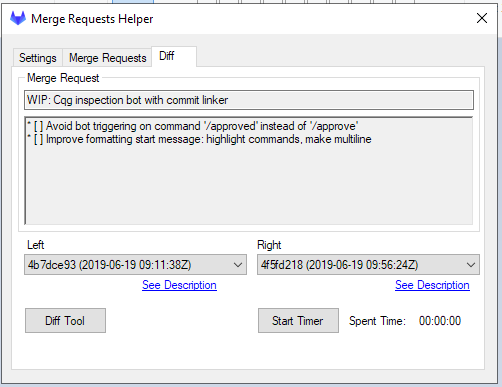 Merge Requests Helper
Settings
Merge Requests
Diff
Merge Request
WIP: Cqg inspection bot with commit linker
* [ ] Avoid bot triggering on command '/approved' instead of '/approve'
* [ ] Improve formatting start message: highlight commands, make multiline
Left
Right
4b7dce93 (2019-06-19 09:11:38Z)
4f5fd218 (2019-06-19 09:56:24Z)
See Description
See Description
Diff Tool
Start Timer
Spent Time:
00:00:00